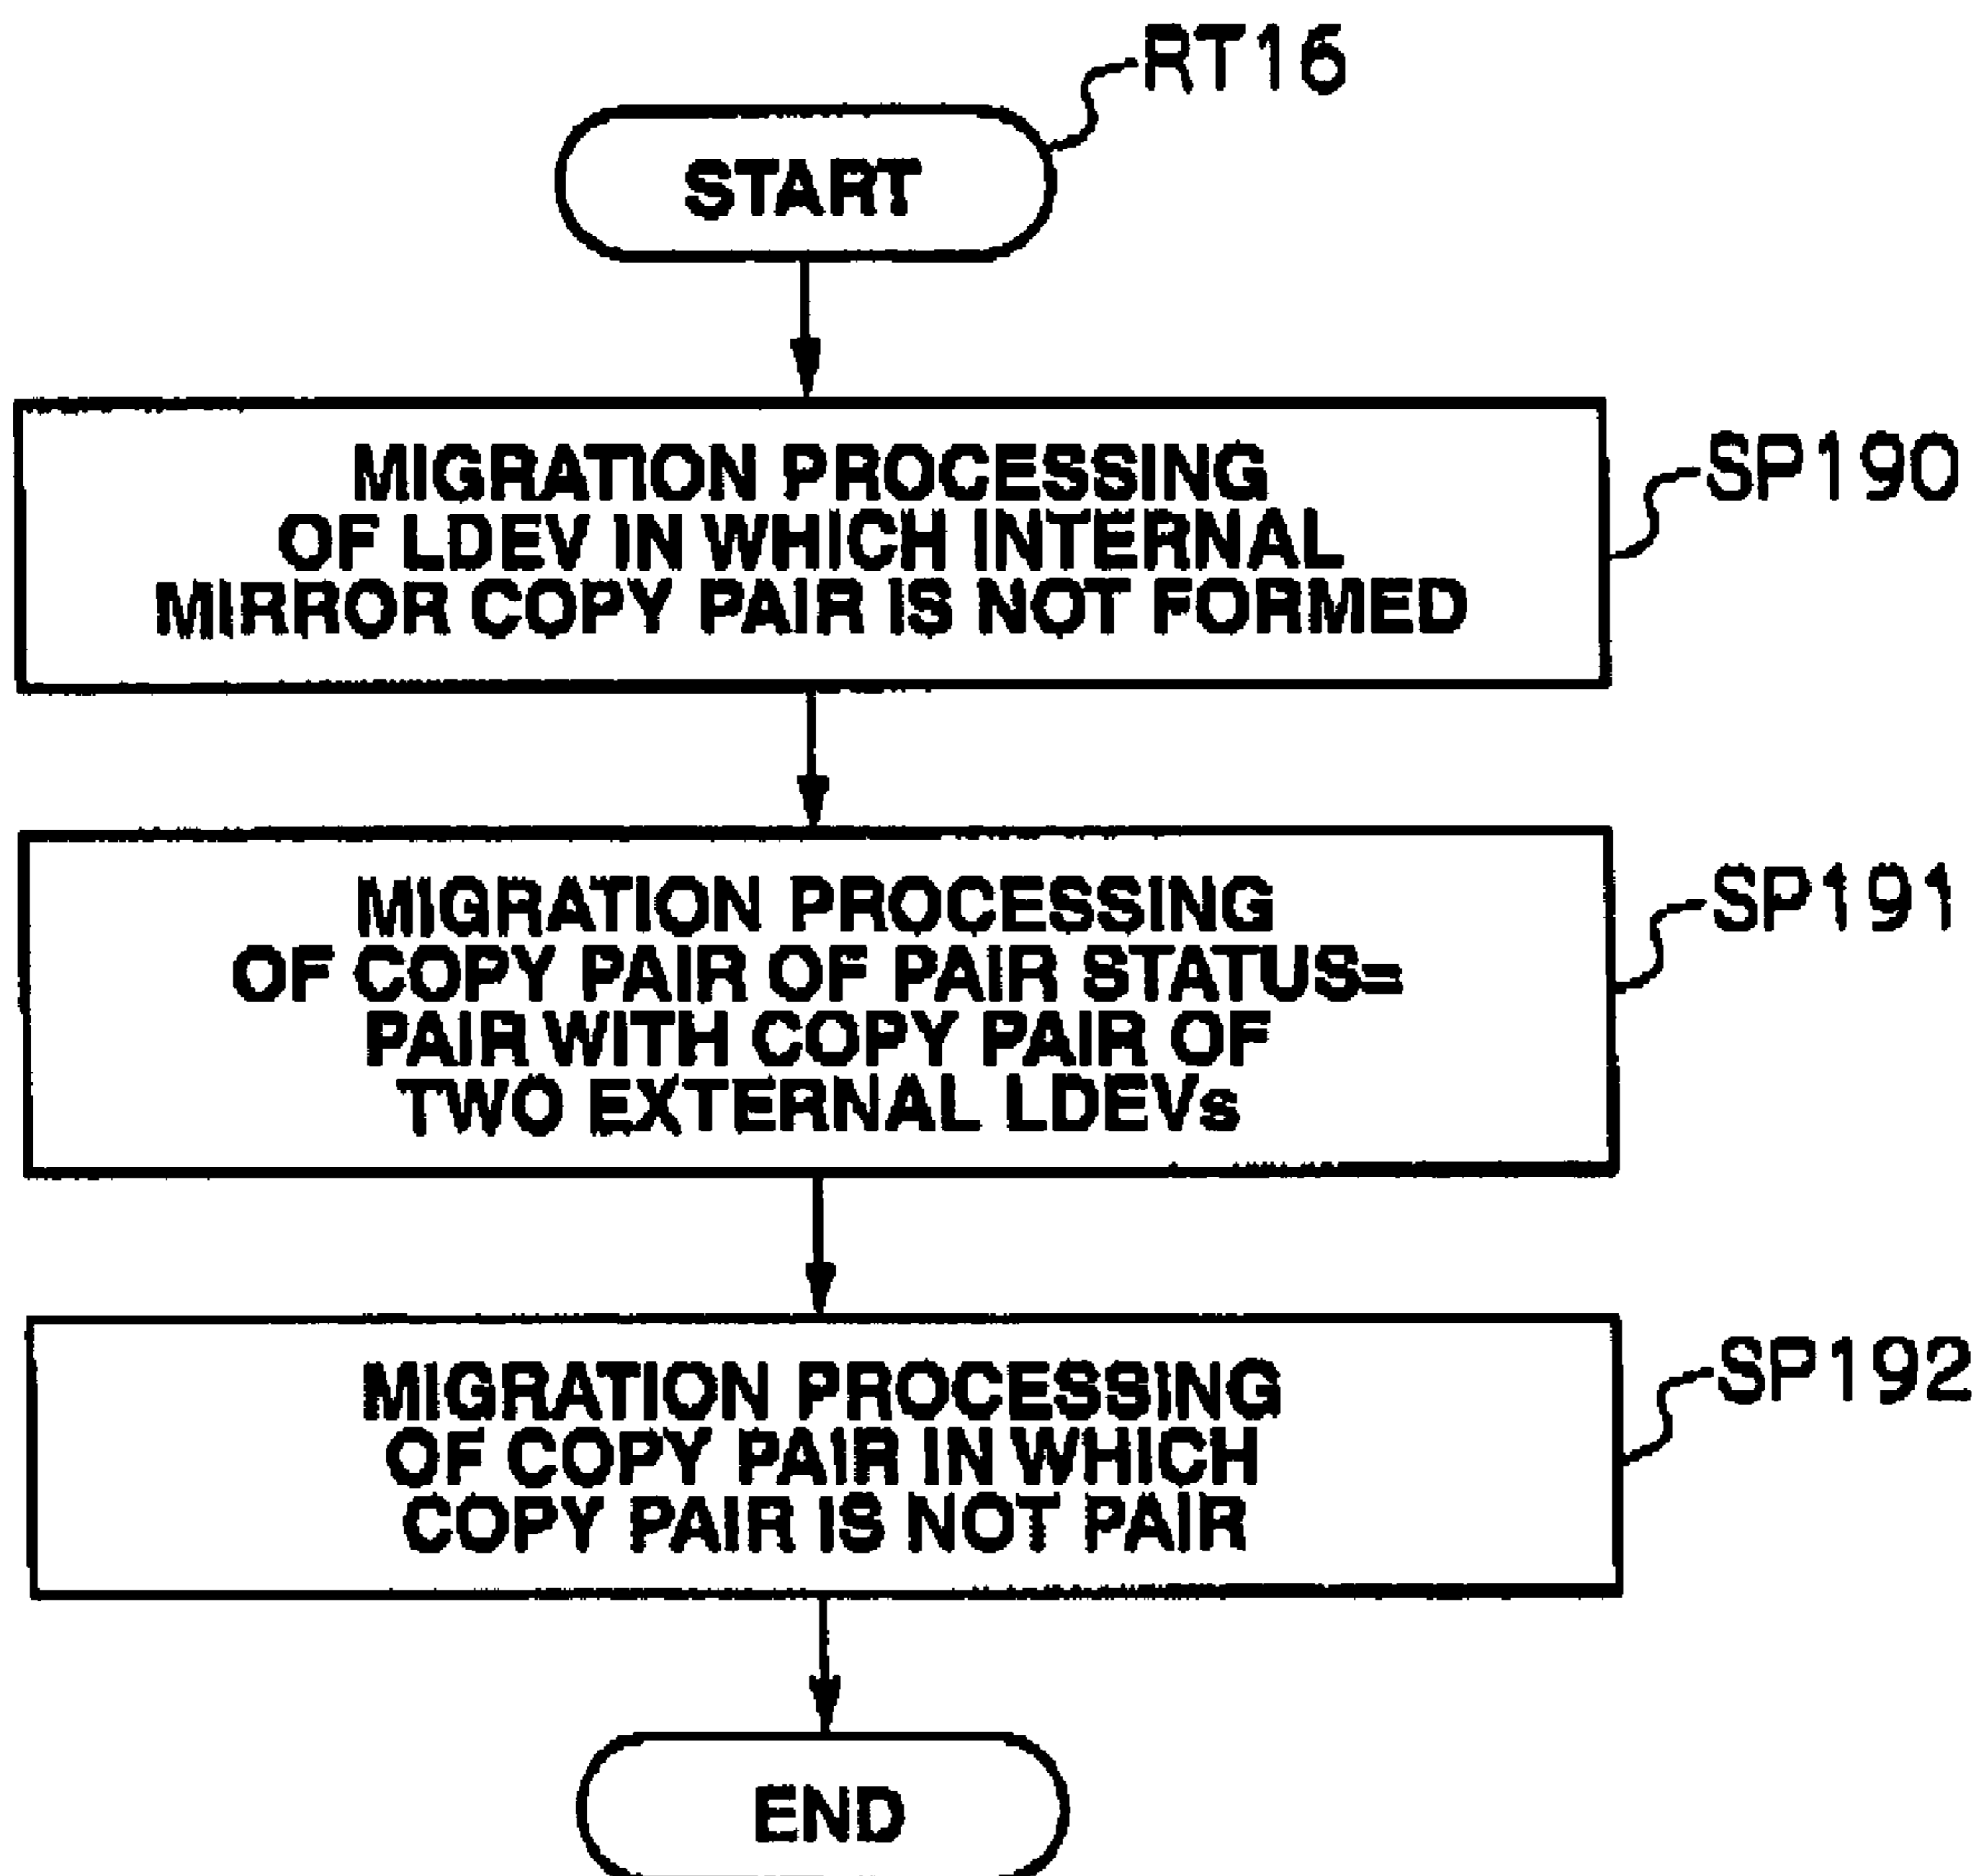 RT16
START
MIGRATION PROCESSING
OF LDEV IN WHICH INTERNAL
MIRROR COPY PAIR IS NOT FORMED
SP190
MIGRATION PROCESSING
OF COPY PAIR OF PAIR STATUS=
PAIR WITH COPY PAIR OF
TWO EXTERNAL LDEVs
SP191
MIGRATION PROCESSING
OF COPY PAIR IN WHICH
COPY PAIR IS NOT PAIR
SP192
END